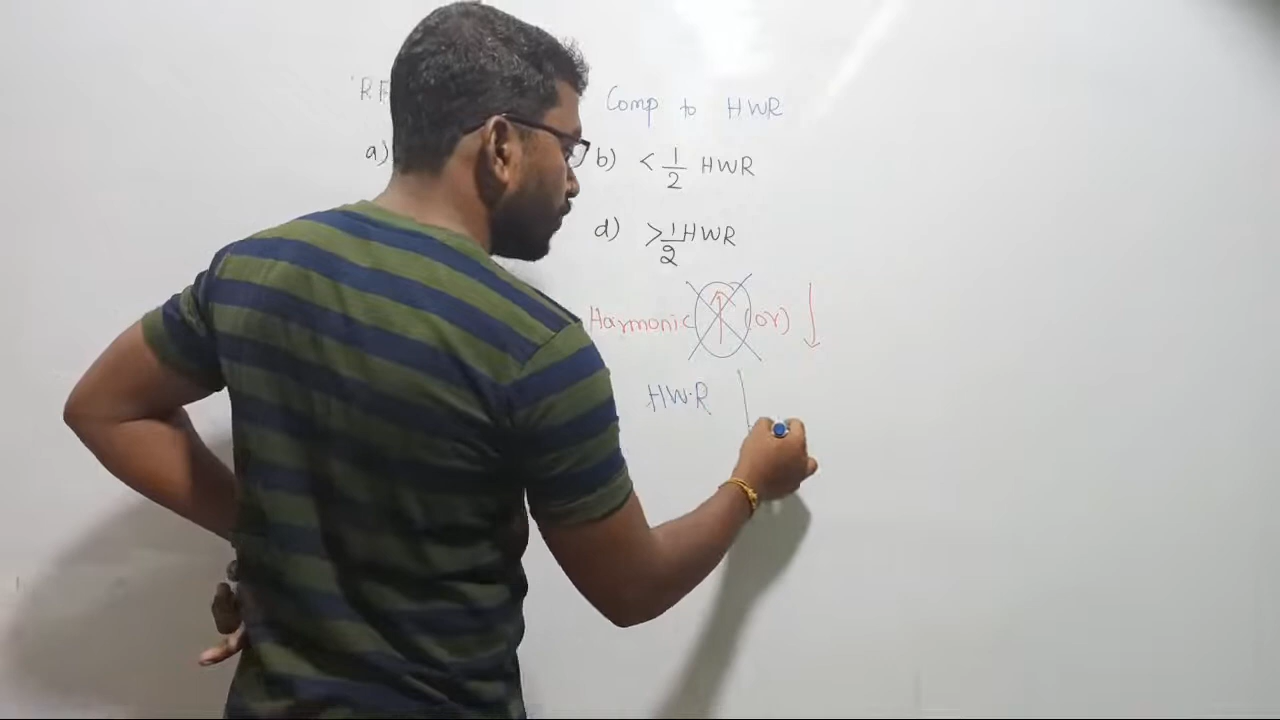 Comp to HWR
a) b) < 1/2 HWR
d) > 1/2 HWR
Harmonic ↑ (or) ↓
HW.R